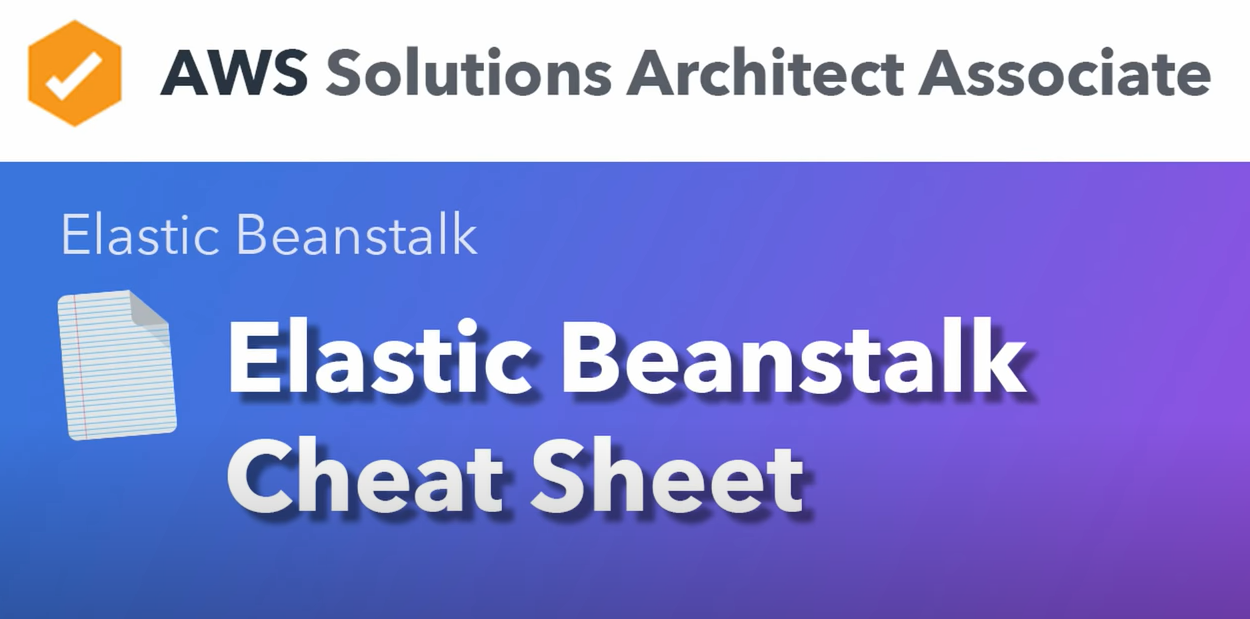 AWS Solutions Architect Associate
Elastic Beanstalk
Elastic Beanstalk
Cheat Sheet